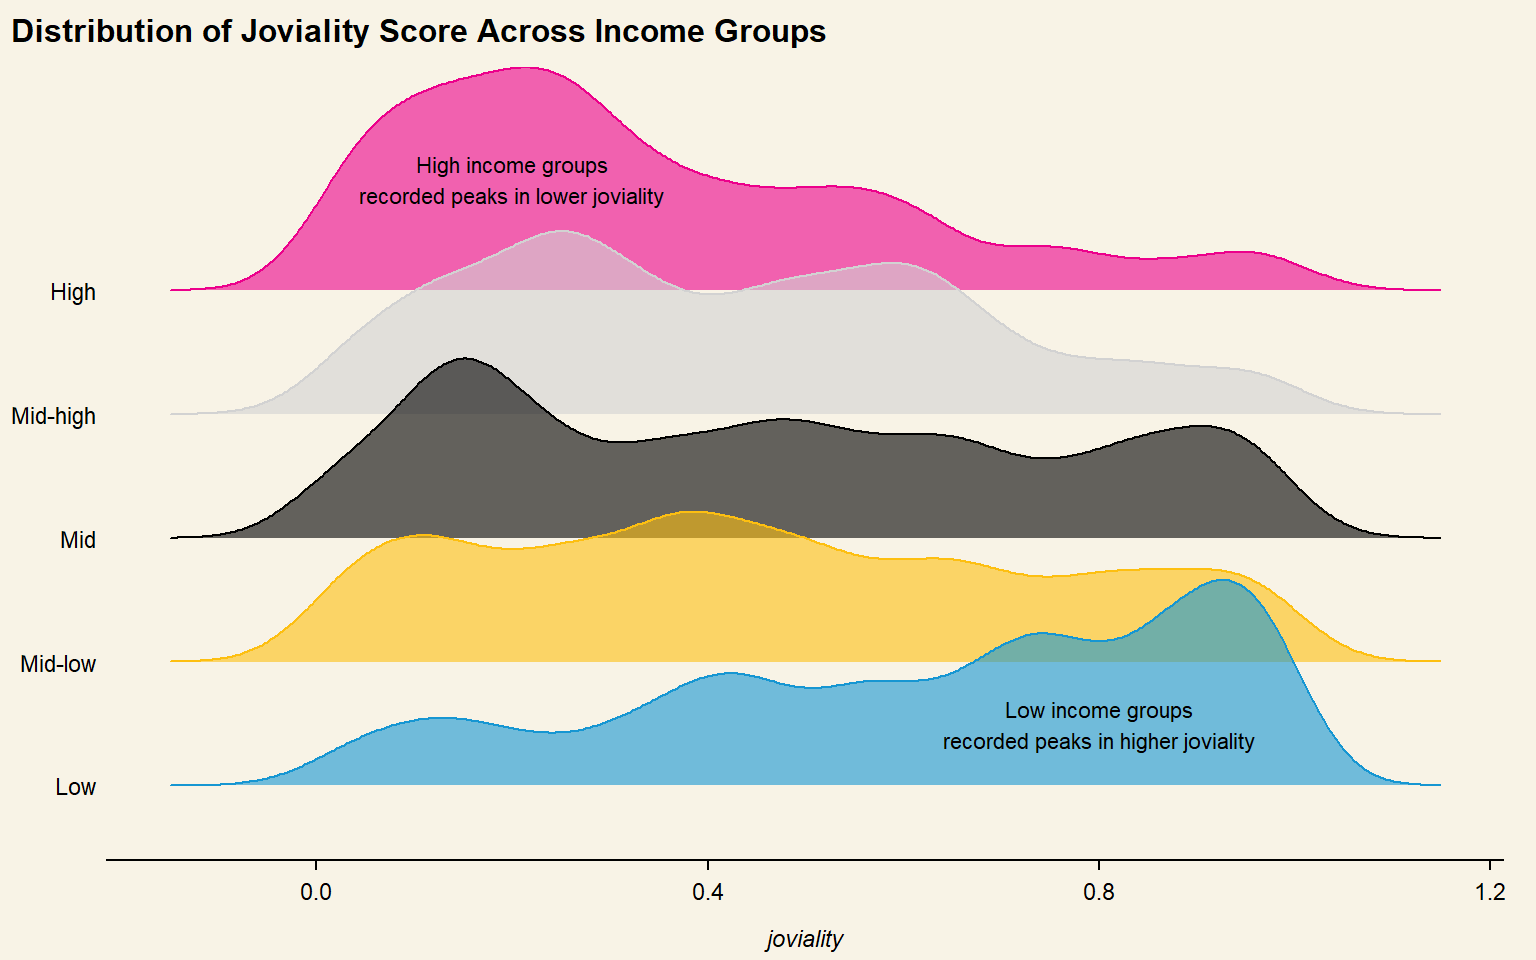 Distribution of Joviality Score Across Income Groups
High income groups
recorded peaks in lower joviality
High
Mid-high
Mid
Mid-low
Low income groups
recorded peaks in higher joviality
Low
0.0 0.4 0.8 1.2
joviality